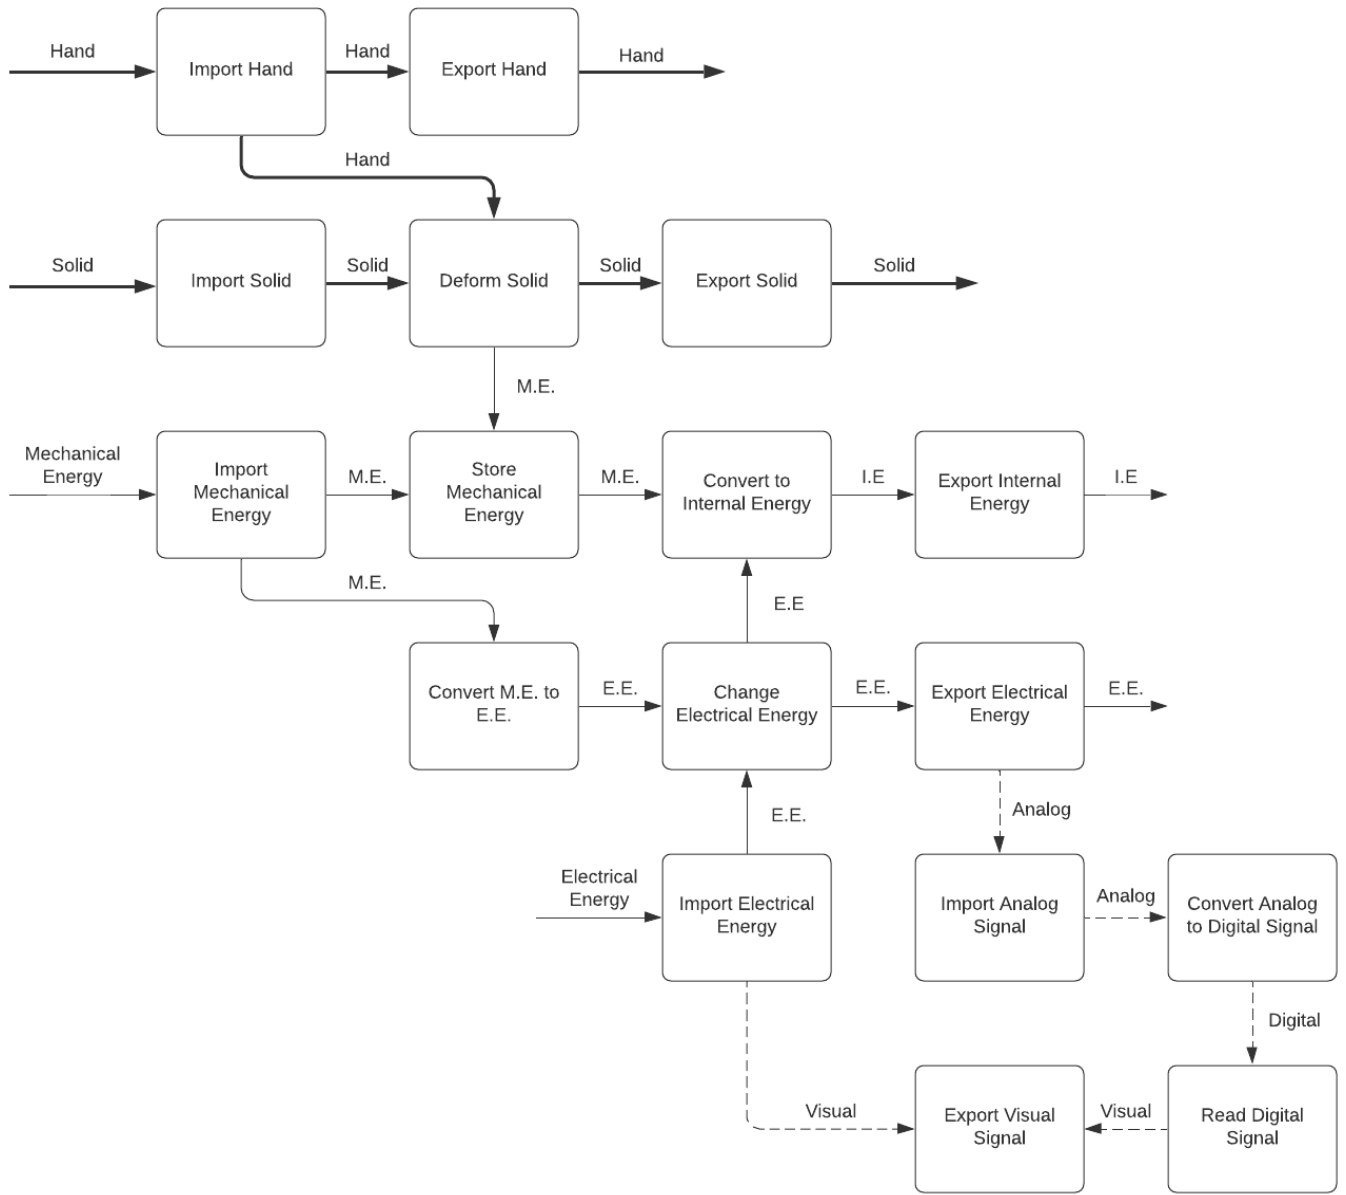 Hand
Import Hand
Hand
Export Hand
Hand
Hand
Solid
Import Solid
Solid
Deform Solid
Solid
Export Solid
Solid
M.E.
Mechanical
Energy
Import
Mechanical
Energy
M.E.
Store
Mechanical
Energy
M.E.
Convert to
Internal Energy
I.E
Export Internal
Energy
I.E
M.E.
E.E
Convert M.E. to
E.E.
E.E.
Change
Electrical Energy
E.E.
Export Electrical
Energy
E.E.
E.E.
Analog
Electrical
Energy
Import Electrical
Energy
Import Analog
Signal
Analog
Convert Analog
to Digital Signal
Digital
Visual
Export Visual
Signal
Visual
Read Digital
Signal